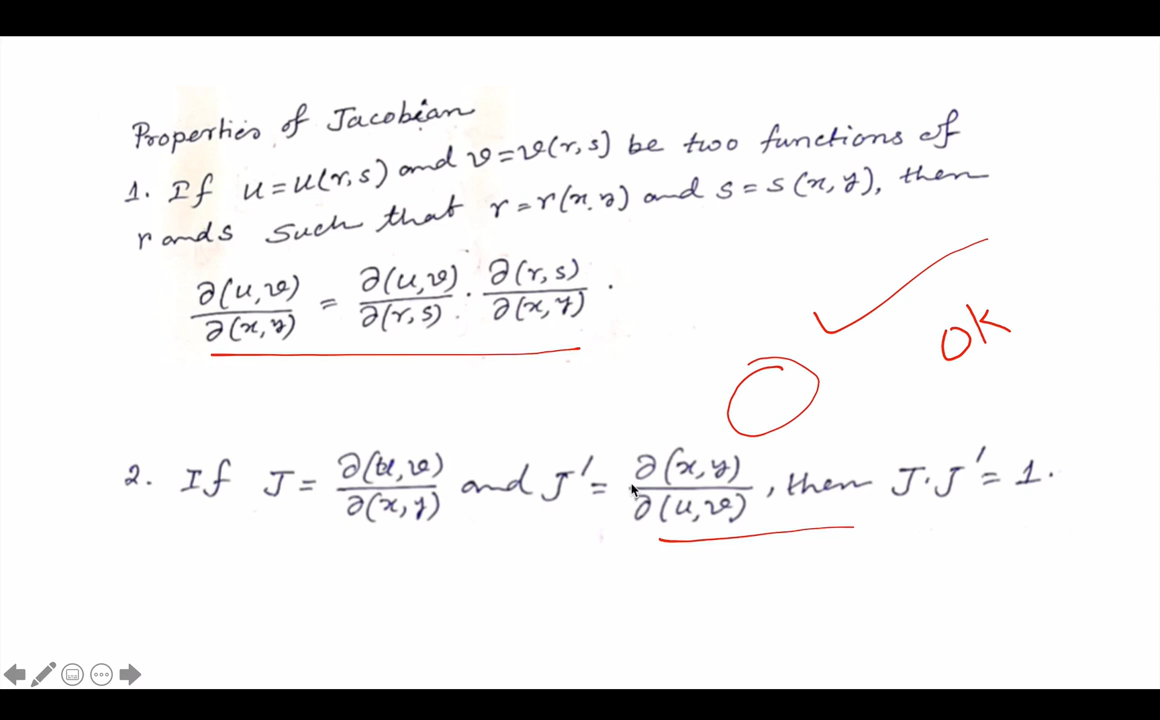 Properties of Jacobian
1. If u = u(r, s) and v = v(r, s) be two functions of
r and s such that r = r(x, y) and s = s(x, y), then
∂(u, v)/∂(x, y) = ∂(u, v)/∂(r, s) · ∂(r, s)/∂(x, y) .
OK
2. If J = ∂(u, v)/∂(x, y) and J' = ∂(x, y)/∂(u, v), then J.J' = 1.